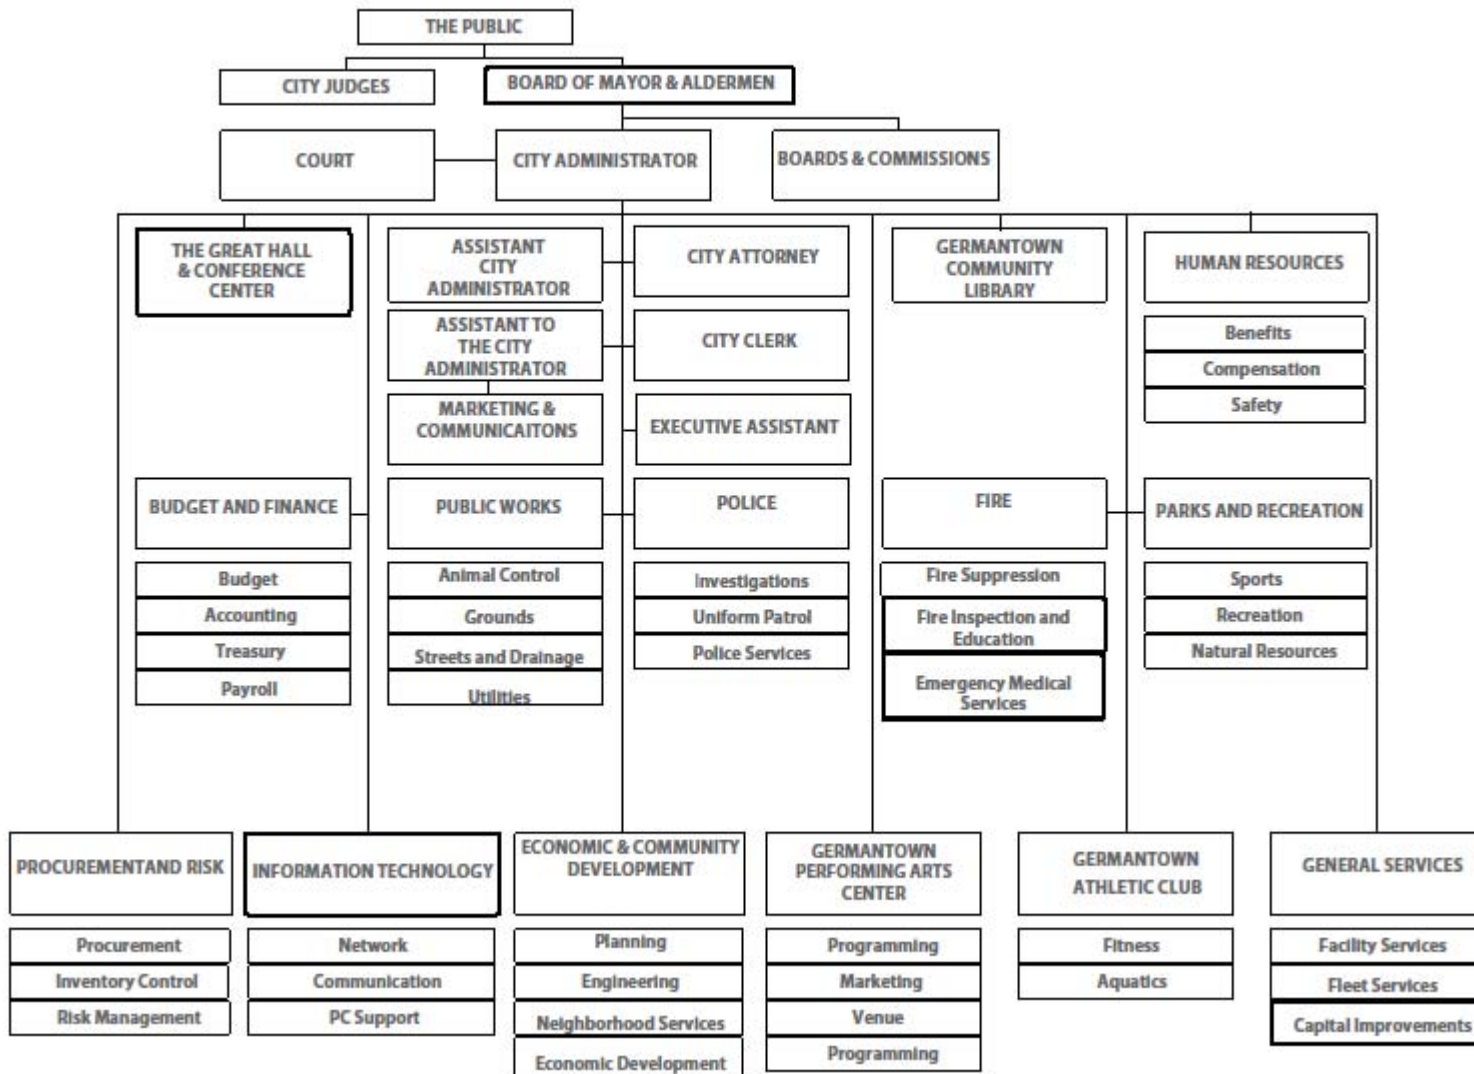 THE PUBLIC
CITY JUDGES
BOARD OF MAYOR & ALDERMEN
COURT
CITY ADMINISTRATOR
BOARDS & COMMISSIONS
THE GREAT HALL
& CONFERENCE
CENTER
ASSISTANT
CITY
ADMINISTRATOR
CITY ATTORNEY
GERMANTOWN
COMMUNITY
LIBRARY
HUMAN RESOURCES
Benefits
Compensation
Safety
ASSISTANT TO
THE CITY
ADMINISTRATOR
CITY CLERK
MARKETING &
COMMUNICAITONS
EXECUTIVE ASSISTANT
BUDGET AND FINANCE
Budget
Accounting
Treasury
Payroll
PUBLIC WORKS
Animal Control
Grounds
Streets and Drainage
Utilities
POLICE
Investigations
Uniform Patrol
Police Services
FIRE
Fire Suppression
Fire Inspection and
Education
Emergency Medical
Services
PARKS AND RECREATION
Sports
Recreation
Natural Resources
PROCUREMENTAND RISK
Procurement
Inventory Control
Risk Management
INFORMATION TECHNOLOGY
Network
Communication
PC Support
ECONOMIC & COMMUNITY
DEVELOPMENT
Planning
Engineering
Neighborhood Services
Economic Development
GERMANTOWN
PERFORMING ARTS
CENTER
Programming
Marketing
Venue
Programming
GERMANTOWN
ATHLETIC CLUB
Fitness
Aquatics
GENERAL SERVICES
Facility Services
Fleet Services
Capital Improvements